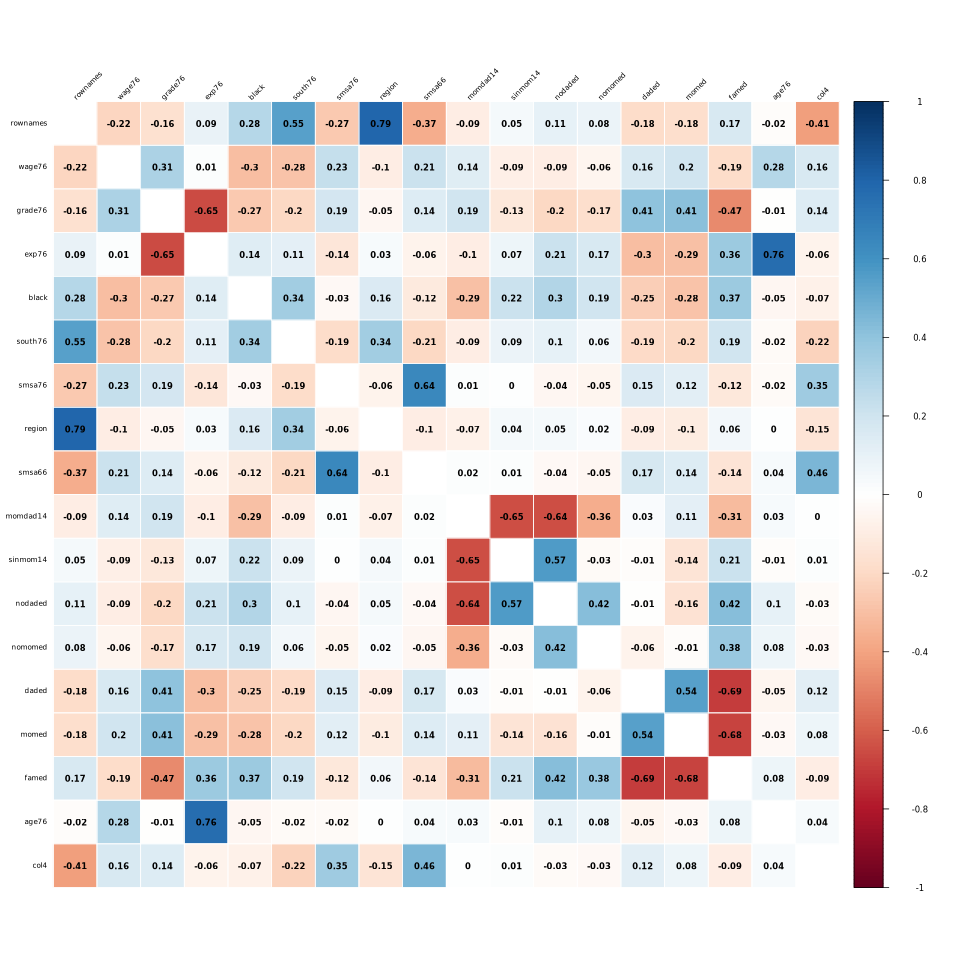 rownames wage76 grade76 exp76 black south76 smsa76 region smsa66 momdad14 sinmom14 nodaded nomomed daded momed famed age76 col4
rownames -0.22 -0.16 0.09 0.28 0.55 -0.27 0.79 -0.37 -0.09 0.05 0.11 0.08 -0.18 -0.18 0.17 -0.02 -0.41
wage76 -0.22 0.31 0.01 -0.3 -0.28 0.23 -0.1 0.21 0.14 -0.09 -0.09 -0.06 0.16 0.2 -0.19 0.28 0.16
grade76 -0.16 0.31 -0.65 -0.27 -0.2 0.19 -0.05 0.14 0.19 -0.13 -0.2 -0.17 0.41 0.41 -0.47 -0.01 0.14
exp76 0.09 0.01 -0.65 0.14 0.11 -0.14 0.03 -0.06 -0.1 0.07 0.21 0.17 -0.3 -0.29 0.36 0.76 -0.06
black 0.28 -0.3 -0.27 0.14 0.34 -0.03 0.16 -0.12 -0.29 0.22 0.3 0.19 -0.25 -0.28 0.37 -0.05 -0.07
south76 0.55 -0.28 -0.2 0.11 0.34 -0.19 0.34 -0.21 -0.09 0.09 0.1 0.06 -0.19 -0.2 0.19 -0.02 -0.22
smsa76 -0.27 0.23 0.19 -0.14 -0.03 -0.19 -0.06 0.64 0.01 0 -0.04 -0.05 0.15 0.12 -0.12 -0.02 0.35
region 0.79 -0.1 -0.05 0.03 0.16 0.34 -0.06 -0.1 -0.07 0.04 0.05 0.02 -0.09 -0.1 0.06 0 -0.15
smsa66 -0.37 0.21 0.14 -0.06 -0.12 -0.21 0.64 -0.1 0.02 0.01 -0.04 -0.05 0.17 0.14 -0.14 0.04 0.46
momdad14 -0.09 0.14 0.19 -0.1 -0.29 -0.09 0.01 -0.07 0.02 -0.65 -0.64 -0.36 0.03 0.11 -0.31 0.03 0
sinmom14 0.05 -0.09 -0.13 0.07 0.22 0.09 0 0.04 0.01 -0.65 0.57 -0.03 -0.01 -0.14 0.21 -0.01 0.01
nodaded 0.11 -0.09 -0.2 0.21 0.3 0.1 -0.04 0.05 -0.04 -0.64 0.57 0.42 -0.01 -0.16 0.42 0.1 -0.03
nomomed 0.08 -0.06 -0.17 0.17 0.19 0.06 -0.05 0.02 -0.05 -0.36 -0.03 0.42 -0.06 -0.01 0.38 0.08 -0.03
daded -0.18 0.16 0.41 -0.3 -0.25 -0.19 0.15 -0.09 0.17 0.03 -0.01 -0.01 -0.06 0.54 -0.69 -0.05 0.12
momed -0.18 0.2 0.41 -0.29 -0.28 -0.2 0.12 -0.1 0.14 0.11 -0.14 -0.16 -0.01 0.54 -0.68 -0.03 0.08
famed 0.17 -0.19 -0.47 0.36 0.37 0.19 -0.12 0.06 -0.14 -0.31 0.21 0.42 0.38 -0.69 -0.68 0.08 -0.09
age76 -0.02 0.28 -0.01 0.76 -0.05 -0.02 -0.02 0 0.04 0.03 -0.01 0.1 0.08 -0.05 -0.03 0.08 0.04
col4 -0.41 0.16 0.14 -0.06 -0.07 -0.22 0.35 -0.15 0.46 0 0.01 -0.03 -0.03 0.12 0.08 -0.09 0.04
1
0.8
0.6
0.4
0.2
0
-0.2
-0.4
-0.6
-0.8
-1